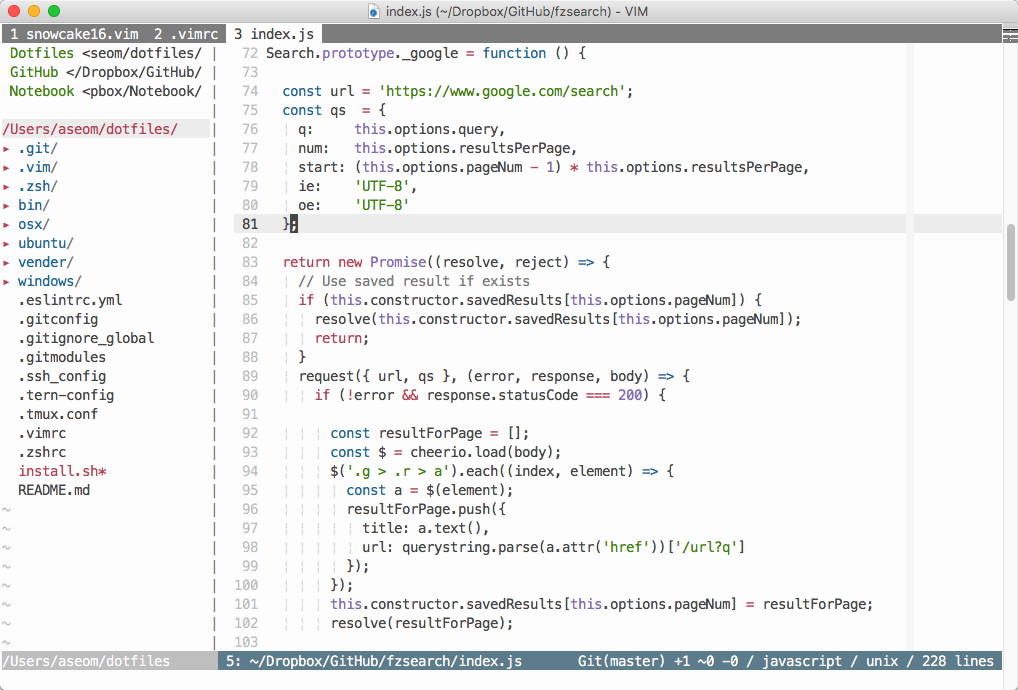 index.js (~/Dropbox/GitHub/fzsearch) - VIM
1 snowcake16.vim 2 .vimrc 3 index.js
Dotfiles <seom/dotfiles/
GitHub </Dropbox/GitHub/
Notebook <pbox/Notebook/
/Users/aseom/dotfiles/
▸ .git/
▸ .vim/
▸ .zsh/
▸ bin/
▸ osx/
▸ ubuntu/
▸ vender/
▸ windows/
.eslintrc.yml
.gitconfig
.gitignore_global
.gitmodules
.ssh_config
.tern-config
.tmux.conf
.vimrc
.zshrc
install.sh*
README.md
~
~
~
~
~
~
~
~
/Users/aseom/dotfiles
72 Search.prototype._google = function () {
73
74 const url = 'https://www.google.com/search';
75 const qs  = {
76 q:     this.options.query,
77 num:   this.options.resultsPerPage,
78 start: (this.options.pageNum - 1) * this.options.resultsPerPage,
79 ie:    'UTF-8',
80 oe:    'UTF-8'
81 };
82
83 return new Promise((resolve, reject) => {
84 // Use saved result if exists
85 if (this.constructor.savedResults[this.options.pageNum]) {
86 resolve(this.constructor.savedResults[this.options.pageNum]);
87 return;
88 }
89 request({ url, qs }, (error, response, body) => {
90 if (!error && response.statusCode === 200) {
91
92 const resultForPage = [];
93 const $ = cheerio.load(body);
94 $('.g > .r > a').each((index, element) => {
95 const a = $(element);
96 resultForPage.push({
97 title: a.text(),
98 url: querystring.parse(a.attr('href'))['/url?q']
99 });
100 });
101 this.constructor.savedResults[this.options.pageNum] = resultForPage;
102 resolve(resultForPage);
103
5: ~/Dropbox/GitHub/fzsearch/index.js Git(master) +1 ~0 -0 / javascript / unix / 228 lines